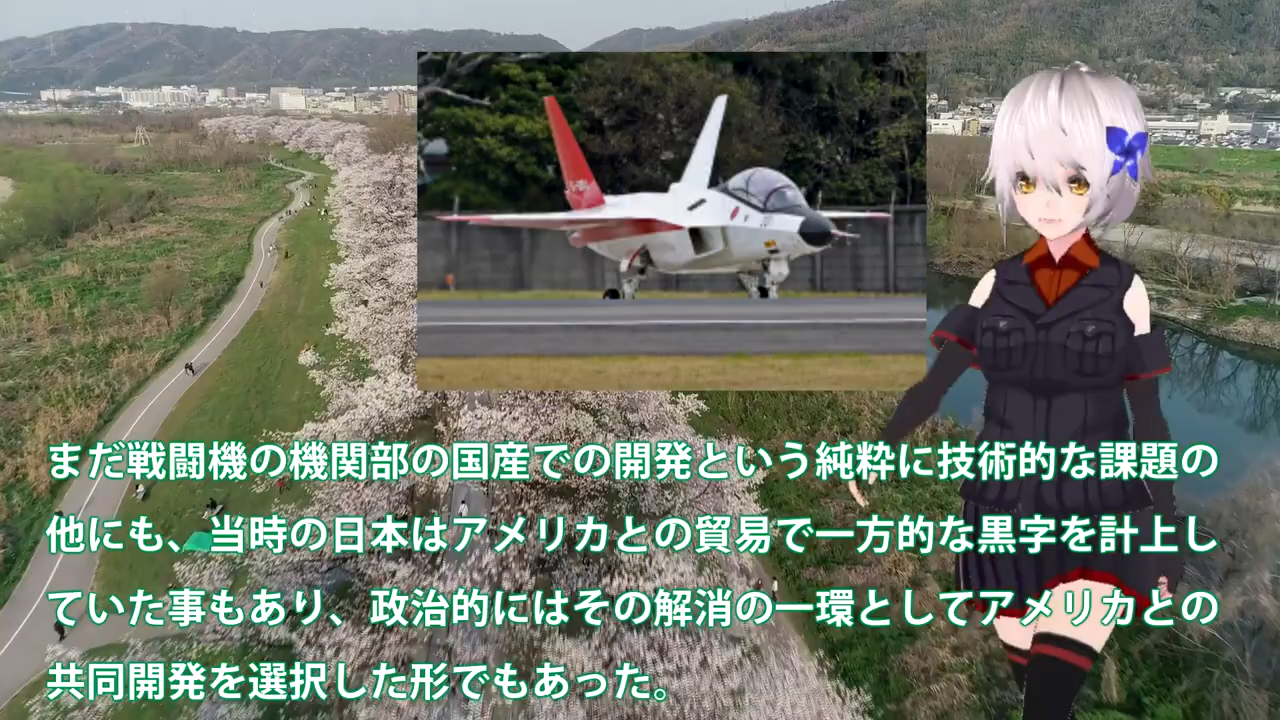 まだ戦闘機の機関部の国産での開発という純粋に技術的な課題の
他にも、当時の日本はアメリカとの貿易で一方的な黒字を計上し
ていた事もあり、政治的にはその解消の一環としてアメリカとの
共同開発を選択した形でもあった。